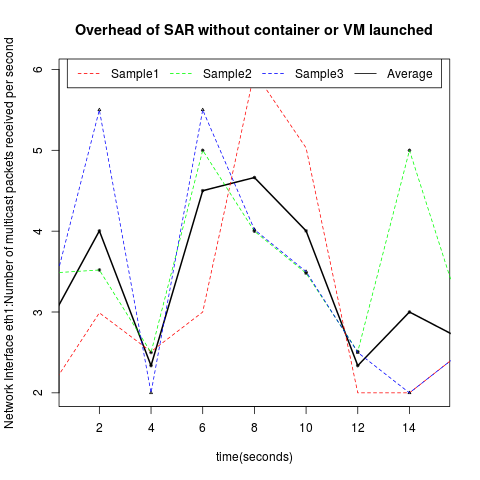 Overhead of SAR without container or VM launched
Network Interface eth1:Number of multicast packets received per second
Sample1 Sample2 Sample3 Average
6
5
4
3
2
2 4 6 8 10 12 14
time(seconds)